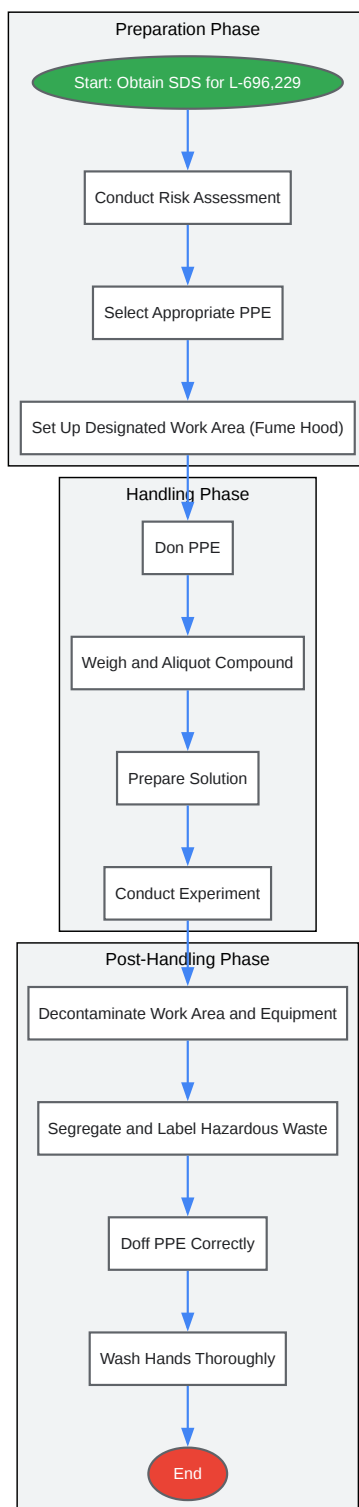 Preparation Phase
Start: Obtain SDS for L-696,229
Conduct Risk Assessment
Select Appropriate PPE
Set Up Designated Work Area (Fume Hood)
Handling Phase
Don PPE
Weigh and Aliquot Compound
Prepare Solution
Conduct Experiment
Post-Handling Phase
Decontaminate Work Area and Equipment
Segregate and Label Hazardous Waste
Doff PPE Correctly
Wash Hands Thoroughly
End